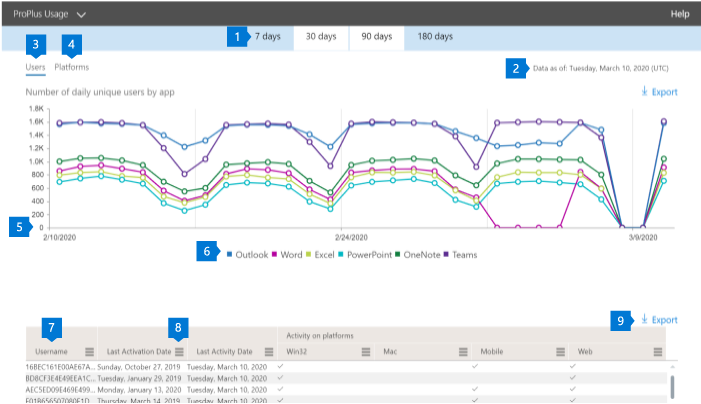 ProPlus Usage Help
1 7 days 30 days 90 days 180 days
3 4
Users Platforms
2 Data as of: Tuesday, March 10, 2020 (UTC)
Number of daily unique users by app Export
1.8K
1.6K
1.4K
1.2K
1.0K
800
600
400
200
0
5
2/10/2020 2/24/2020 3/9/2020
6 Outlook Word Excel PowerPoint OneNote Teams
9 Export
7 8
Activity on platforms
Username Last Activation Date Last Activity Date Win32 Mac Mobile Web
16BEC161E00AE67A... Sunday, October 27, 2019 Tuesday, March 10, 2020
BD8CF3E4E49EEA1C... Tuesday, January 29, 2019 Tuesday, March 10, 2020
AEC5ED09E469E499... Monday, January 13, 2020 Tuesday, March 10, 2020
Thursday, March 14, 2019 Tuesday, March 10, 2020